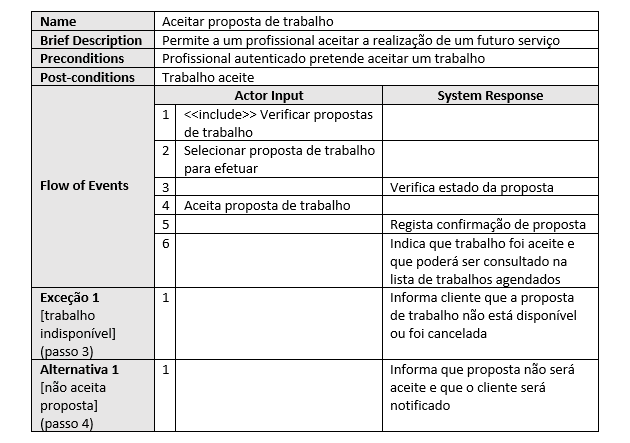 Name Aceitar proposta de trabalho
Brief Description Permite a um profissional aceitar a realização de um futuro serviço
Preconditions Profissional autenticado pretende aceitar um trabalho
Post-conditions Trabalho aceite
Flow of Events
Actor Input System Response
1 <<include>> Verificar propostas
de trabalho
2 Selecionar proposta de trabalho
para efetuar
3 Verifica estado da proposta
4 Aceita proposta de trabalho
5 Regista confirmação de proposta
6 Indica que trabalho foi aceite e
que poderá ser consultado na
lista de trabalhos agendados
Exceção 1
[trabalho
indisponível]
(passo 3)
1 Informa cliente que a proposta
de trabalho não está disponível
ou foi cancelada
Alternativa 1
[não aceita
proposta]
(passo 4)
1 Informa que proposta não será
aceite e que o cliente será
notificado